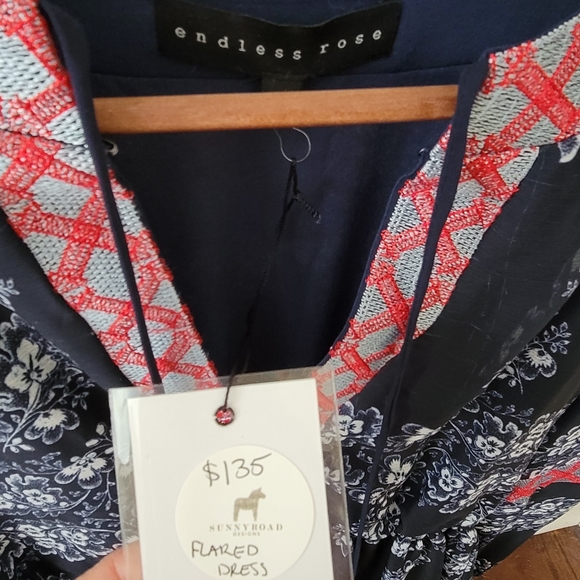 endless rose
$135
SUNNYROAD
DESIGNS
FLARED
DRESS